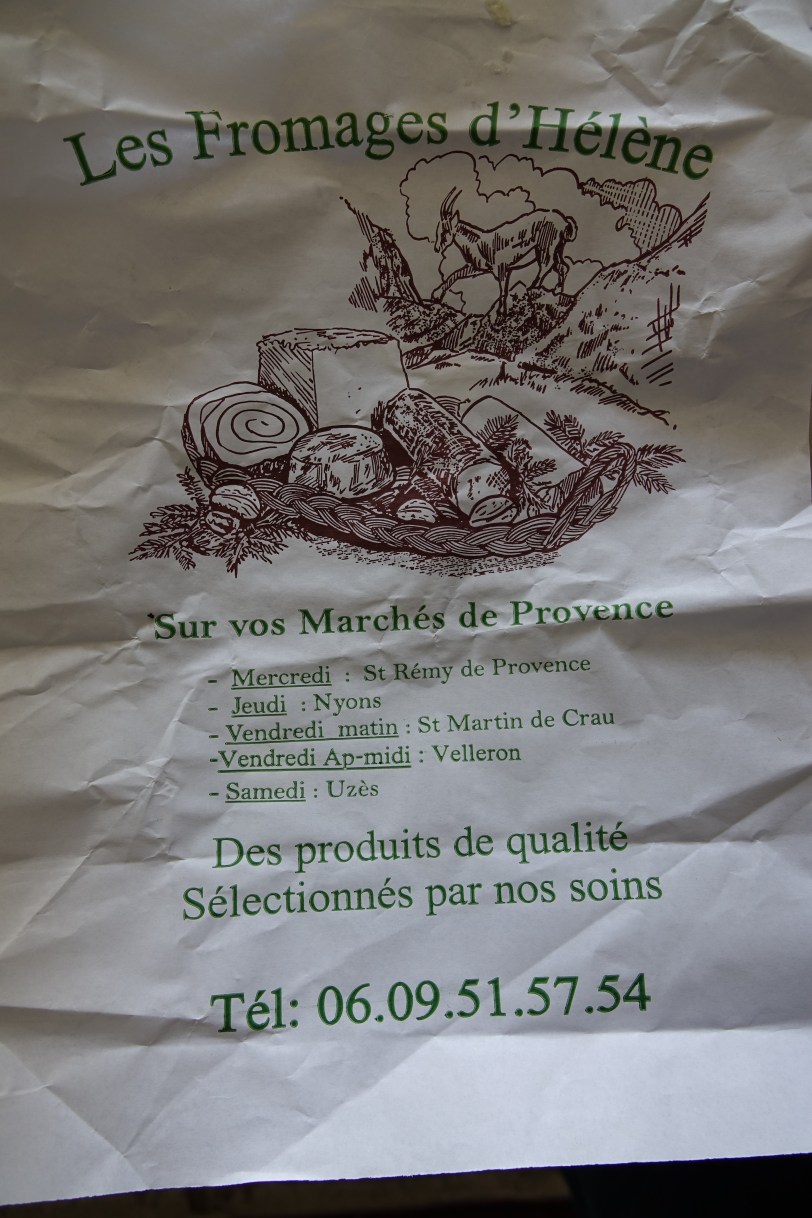 Les Fromages d'Hélène
Sur vos Marchés de Provence
- Mercredi : St Rémy de Provence
- Jeudi : Nyons
- Vendredi matin : St Martin de Crau
-Vendredi Ap-midi : Velleron
- Samedi : Uzès
Des produits de qualité
Sélectionnés par nos soins
Tél: 06.09.51.57.54